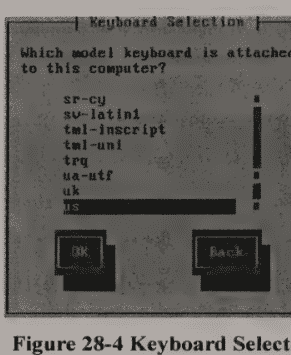 Keyboard Selection
Which model keyboard is attached
to this computer?
sr-cy
sv-latin1
tml-inscript
tml-uni
trq
ua-utf
uk
us
OK
Back
Figure 28-4 Keyboard Select